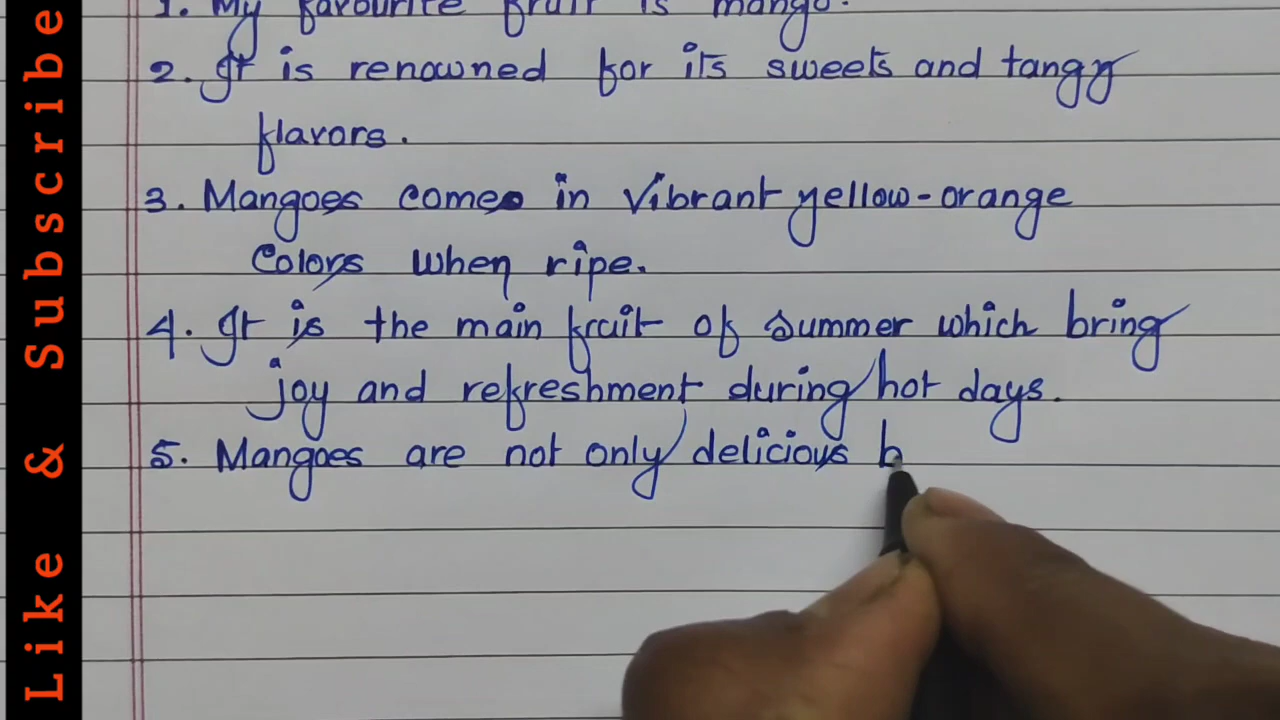 Like & Subscribe
1. My favourite fruit is mango.
2. It is renowned for its sweets and tangy
flavors.
3. Mangoes come in vibrant yellow-orange
colors when ripe.
4. It is the main fruit of summer which bring
joy and refreshment during hot days.
5. Mangoes are not only delicious b